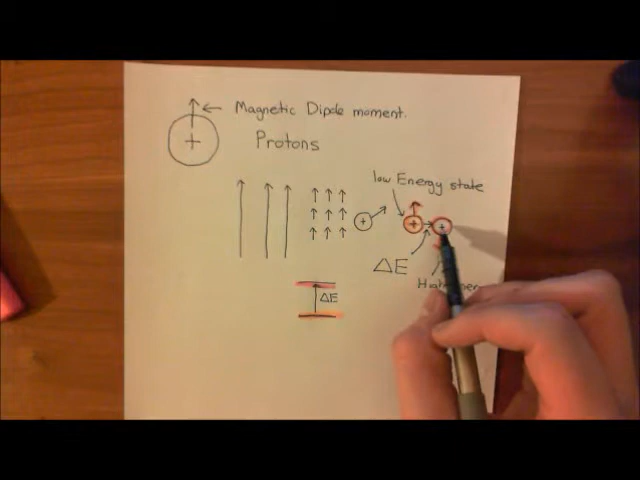 Magnetic Dipole moment.
+
Protons
low Energy state
+
+ +
ΔE
ΔE